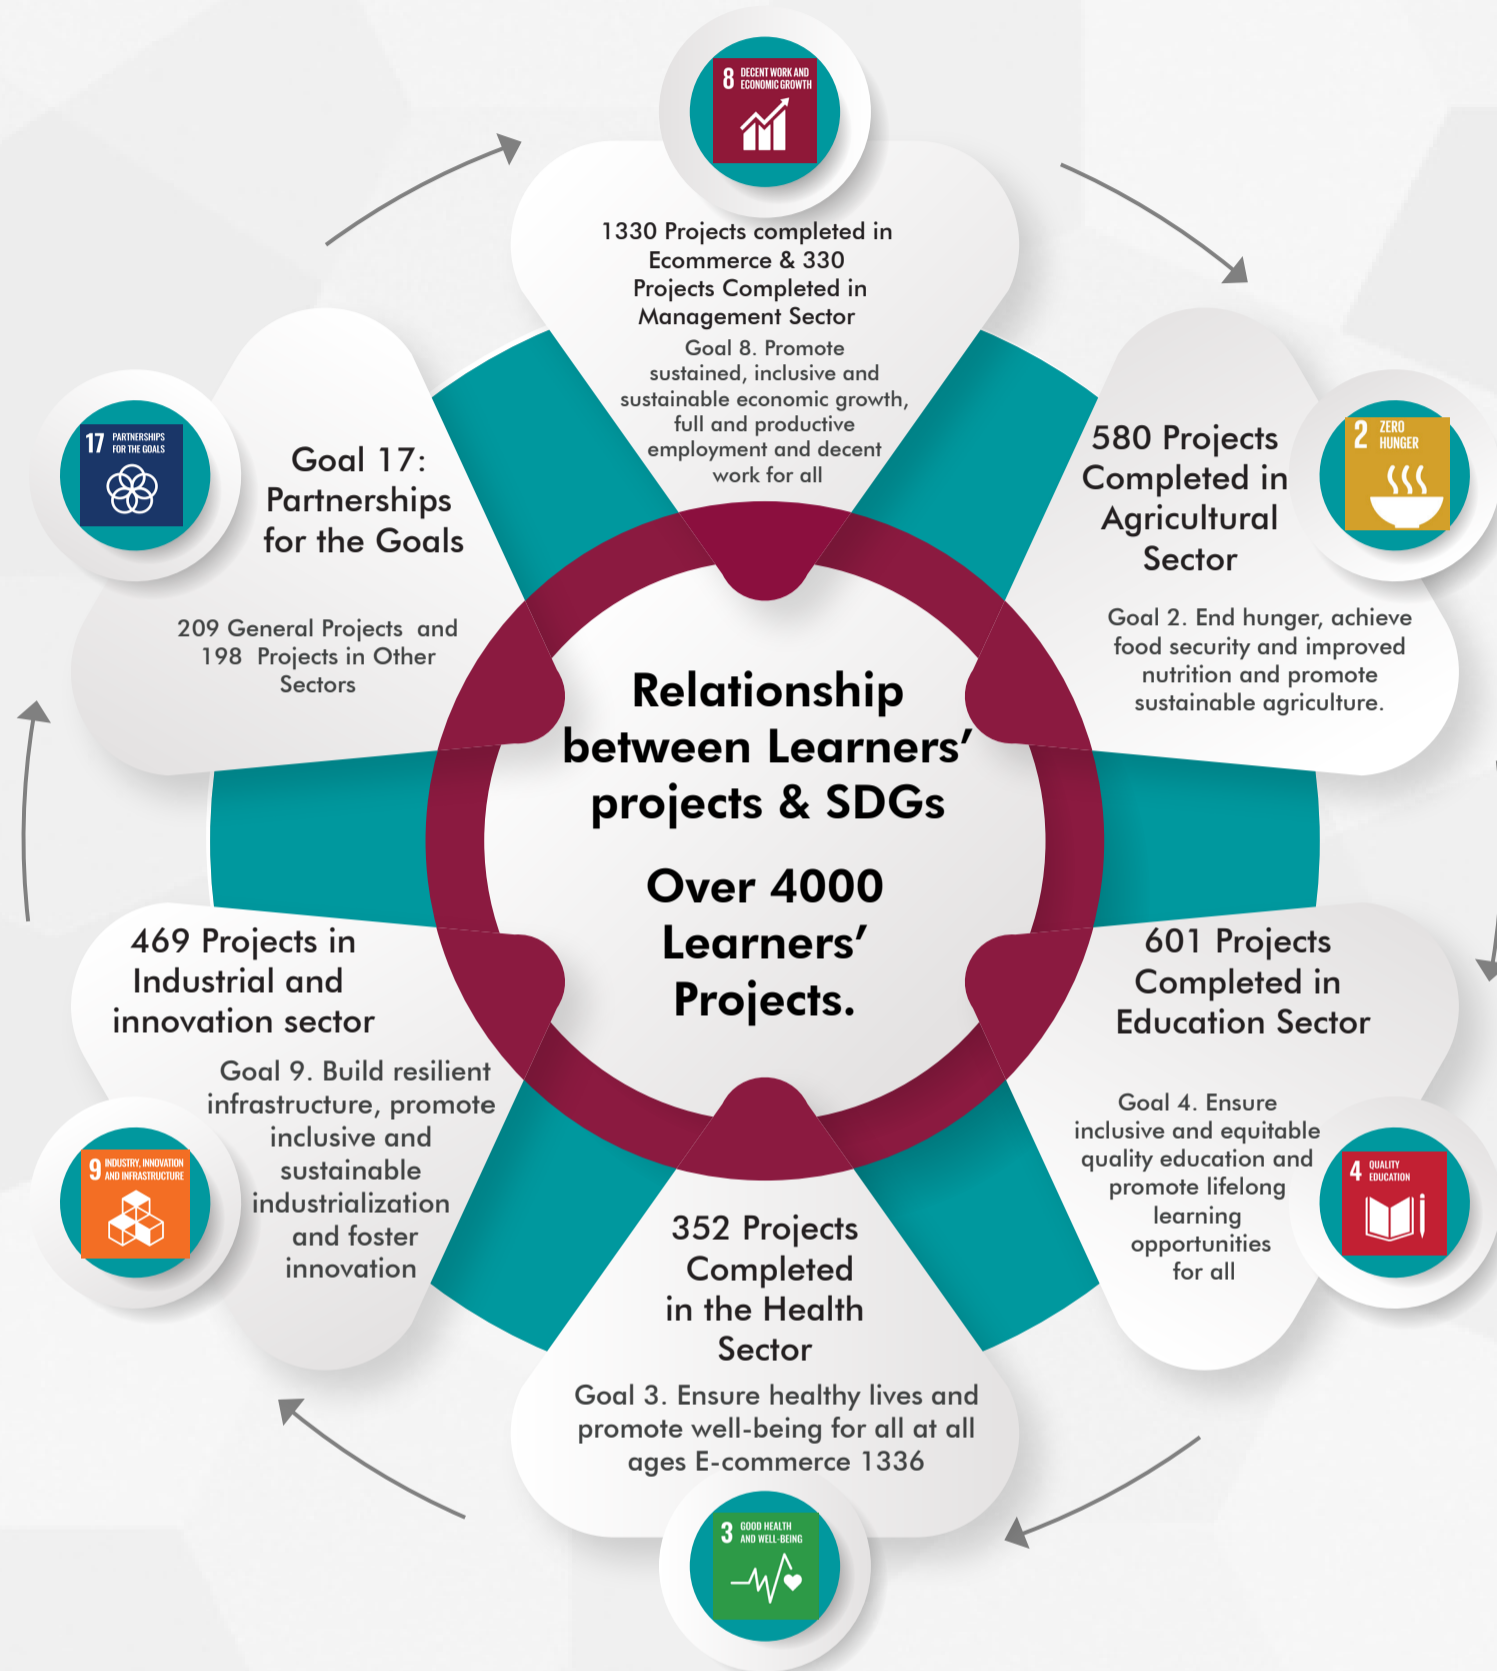 8 DECENT WORK AND
ECONOMIC GROWTH
1330 Projects completed in
Ecommerce & 330
Projects Completed in
Management Sector
Goal 8. Promote
sustained, inclusive and
sustainable economic growth,
full and productive
employment and decent
work for all
2 ZERO
HUNGER
580 Projects
Completed in
Agricultural
Sector
Goal 2. End hunger, achieve
food security and improved
nutrition and promote
sustainable agriculture.
601 Projects
Completed in
Education Sector
Goal 4. Ensure
inclusive and equitable
quality education and
promote lifelong
learning
opportunities
for all
4 QUALITY
EDUCATION
352 Projects
Completed
in the Health
Sector
Goal 3. Ensure healthy lives and
promote well-being for all at all
ages E-commerce 1336
3 GOOD HEALTH
AND WELL-BEING
469 Projects in
Industrial and
innovation sector
Goal 9. Build resilient
infrastructure, promote
inclusive and
sustainable
industrialization
and foster
innovation
9 INDUSTRY, INNOVATION
AND INFRASTRUCTURE
17 PARTNERSHIPS
FOR THE GOALS
Goal 17:
Partnerships
for the Goals
209 General Projects and
198 Projects in Other
Sectors
Relationship
between Learners’
projects & SDGs
Over 4000
Learners’
Projects.